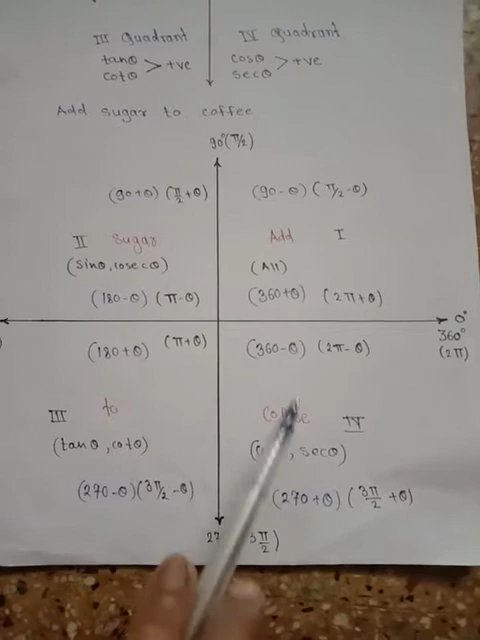 III Quadrant IV Quadrant
tanθ
cotθ > +ve
cosθ
secθ > +ve
Add sugar to coffee
90°(π/2)
(90+θ) (π/2+θ) (90-θ) (π/2-θ)
II Sugar Add I
(sinθ, cosecθ) (All)
(180-θ) (π-θ) (360+θ) (2π+θ)
0°
360°
(2π)
(180+θ) (π+θ) (360-θ) (2π-θ)
III to IV
(tanθ, cotθ) secθ)
(270-θ) (3π/2-θ) (270+θ) (3π/2+θ)